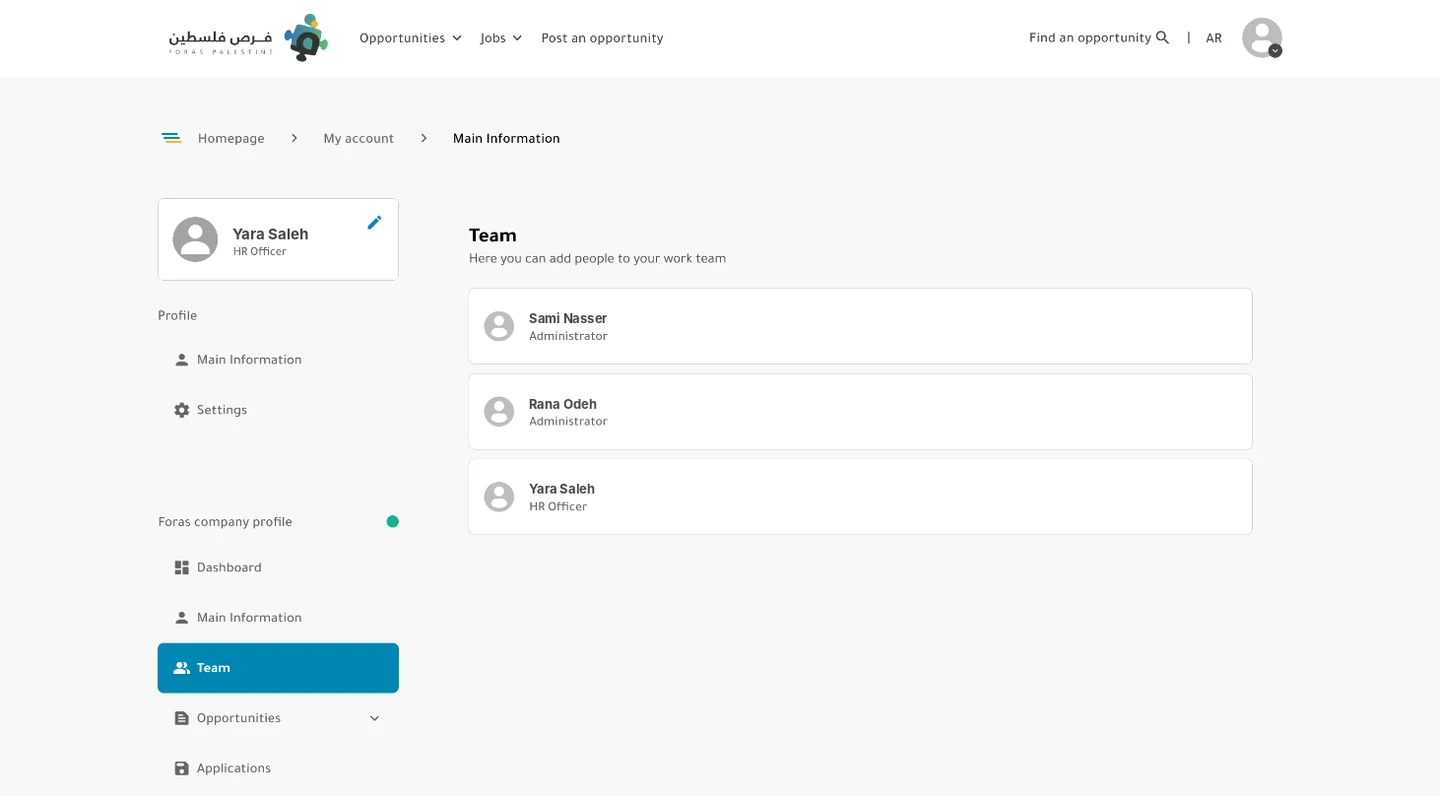 فـــرص فلسطين
FORAS PALESTINE
Opportunities
Jobs
Post an opportunity
Find an opportunity
|
AR
Homepage > My account > Main Information
Yara Saleh
HR Officer
Profile
Main Information
Settings
Foras company profile
Dashboard
Main Information
Team
Opportunities
Applications
Team
Here you can add people to your work team
Sami Nasser
Administrator
Rana Odeh
Administrator
Yara Saleh
HR Officer